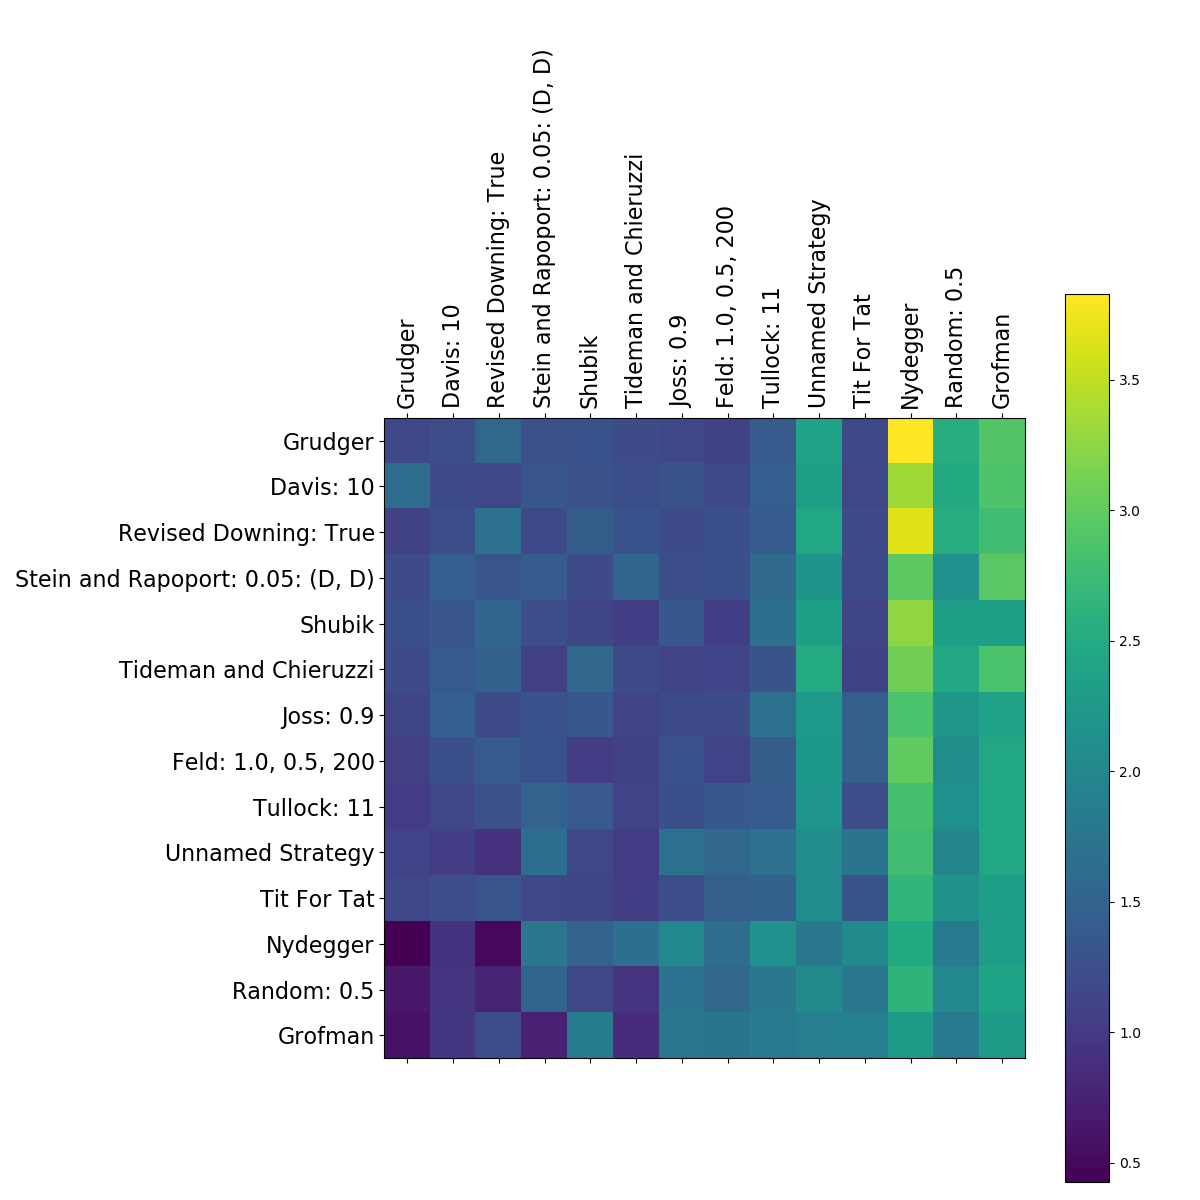 Grudger
Davis: 10
Revised Downing: True
Stein and Rapoport: 0.05: (D, D)
Shubik
Tideman and Chieruzzi
Joss: 0.9
Feld: 1.0, 0.5, 200
Tullock: 11
Unnamed Strategy
Tit For Tat
Nydegger
Random: 0.5
Grofman
Grudger
Davis: 10
Revised Downing: True
Stein and Rapoport: 0.05: (D, D)
Shubik
Tideman and Chieruzzi
Joss: 0.9
Feld: 1.0, 0.5, 200
Tullock: 11
Unnamed Strategy
Tit For Tat
Nydegger
Random: 0.5
Grofman
3.5
3.0
2.5
2.0
1.5
1.0
0.5